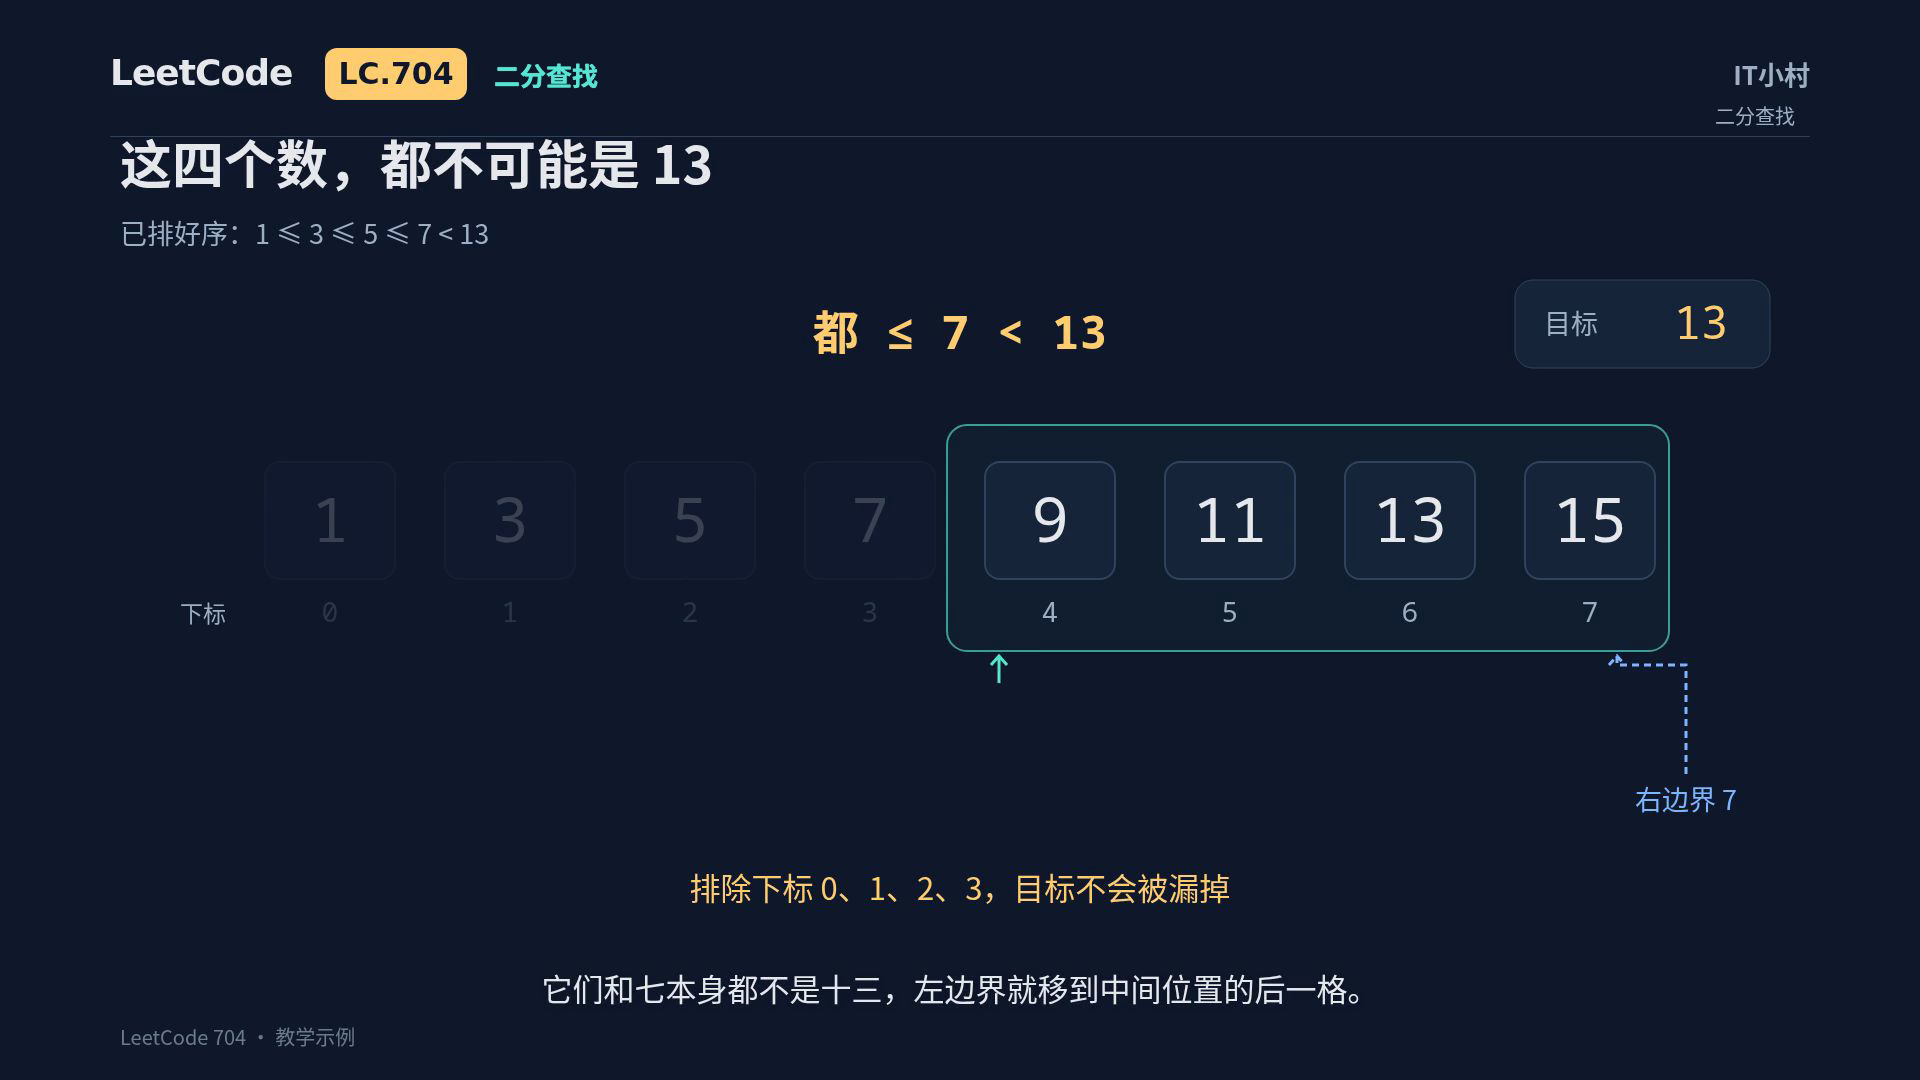 LeetCode LC.704 二分查找
IT小村
二分查找
这四个数，都不可能是 13
已排好序：1 ≤ 3 ≤ 5 ≤ 7 < 13
都 ≤ 7 < 13
目标 13
1 3 5 7 9 11 13 15
下标 0 1 2 3 4 5 6 7
右边界 7
排除下标 0、1、2、3，目标不会被漏掉
它们和七本身都不是十三，左边界就移到中间位置的后一格。
LeetCode 704 · 教学示例